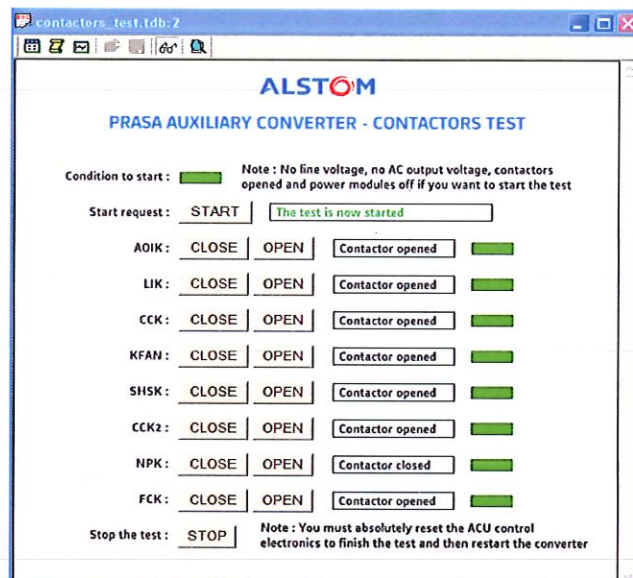 contactors_test.tdb:2
ALSTOM
PRASA AUXILIARY CONVERTER - CONTACTORS TEST
Condition to start : Note : No line voltage, no AC output voltage, contactors
opened and power modules off if you want to start the test
Start request : START The test is now started
AOIK : CLOSE OPEN Contactor opened
LIK : CLOSE OPEN Contactor opened
CCK : CLOSE OPEN Contactor opened
KFAN : CLOSE OPEN Contactor opened
SHSK : CLOSE OPEN Contactor opened
CCK2 : CLOSE OPEN Contactor opened
NPK : CLOSE OPEN Contactor closed
FCK : CLOSE OPEN Contactor opened
Stop the test : STOP Note : You must absolutely reset the ACU control
electronics to finish the test and then restart the converter